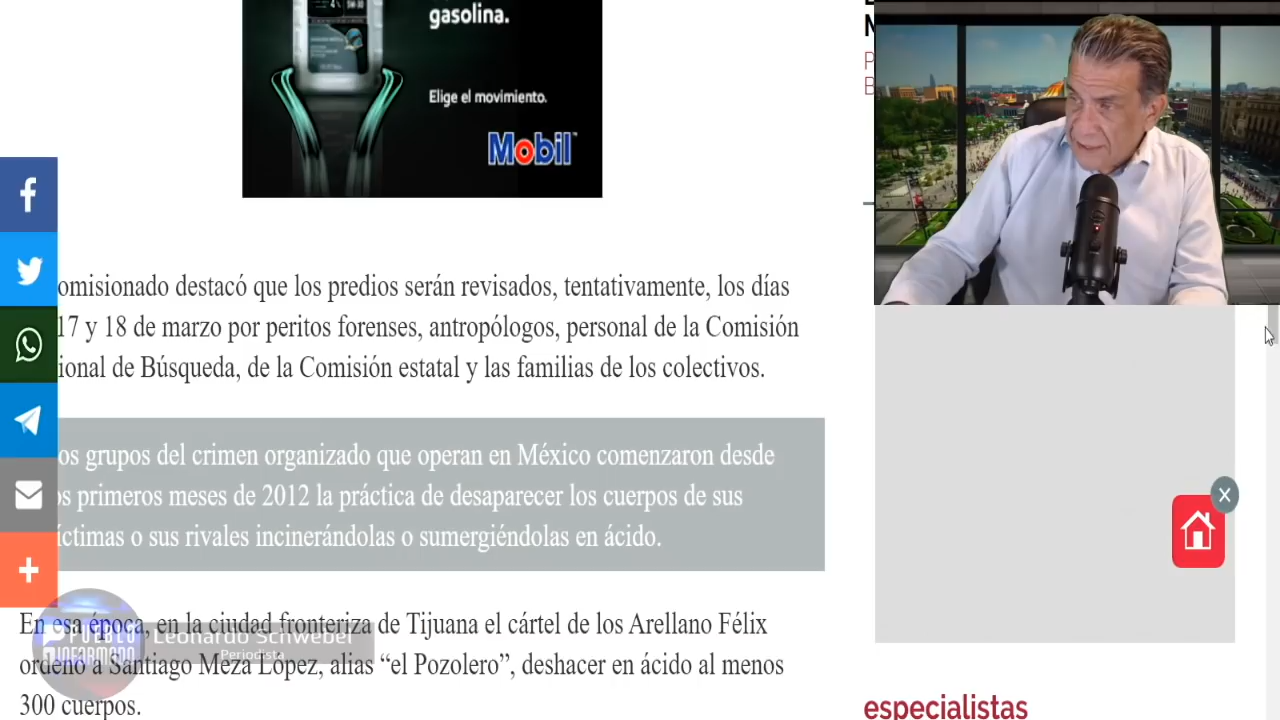 gasolina.
Elige el movimiento.
Mobil
omisionado destacó que los predios serán revisados, tentativamente, los días
17 y 18 de marzo por peritos forenses, antropólogos, personal de la Comisión
ional de Búsqueda, de la Comisión estatal y las familias de los colectivos.
os grupos del crimen organizado que operan en México comenzaron desde
s primeros meses de 2012 la práctica de desaparecer los cuerpos de sus
íctimas o sus rivales incinerándolas o sumergiéndolas en ácido.
En esa época, en la ciudad fronteriza de Tijuana el cártel de los Arellano Félix
ordenó a Santiago Meza López, alias “el Pozolero”, deshacer en ácido al menos
300 cuerpos.
PUEBLO
INFORMADO
Leonardo Schwebel
Periodista
especialistas